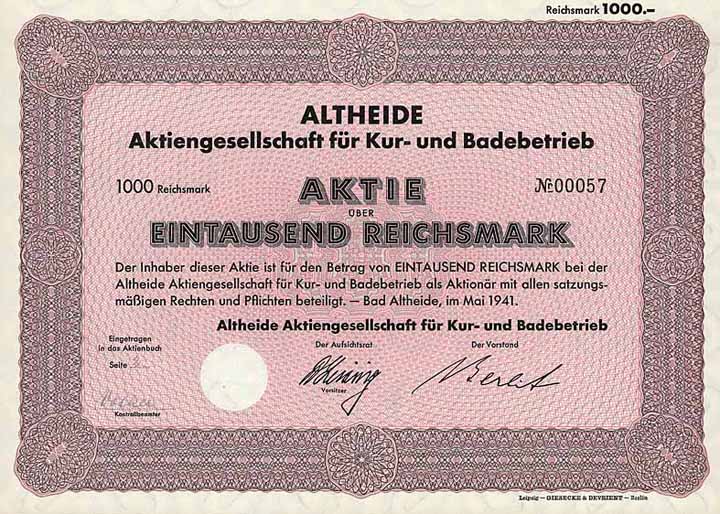 Reichsmark 1000.–
ALTHEIDE
Aktiengesellschaft für Kur- und Badebetrieb
1000 Reichsmark AKTIE № 00057
ÜBER
EINTAUSEND REICHSMARK
Der Inhaber dieser Aktie ist für den Betrag von EINTAUSEND REICHSMARK bei der
Altheide Aktiengesellschaft für Kur- und Badebetrieb als Aktionär mit allen satzungs-
mäßigen Rechten und Pflichten beteiligt. — Bad Altheide, im Mai 1941.
Altheide Aktiengesellschaft für Kur- und Badebetrieb
Eingetragen
in das Aktienbuch
Seite
Kontrollbeamter
Der Aufsichtsrat
Vorsitzer
Der Vorstand
Berlit
Leipzig — GIESECKE & DEVRIENT — Berlin